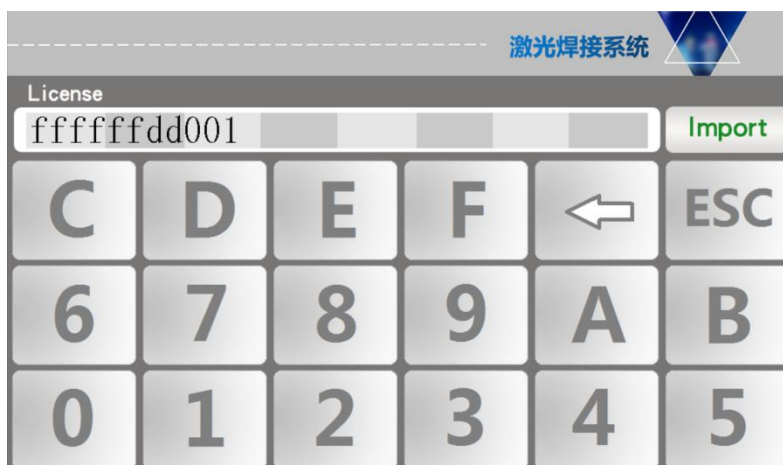 激光焊接系统
License
ffffffdd001
Import
C D E F ESC
6 7 8 9 A B
0 1 2 3 4 5